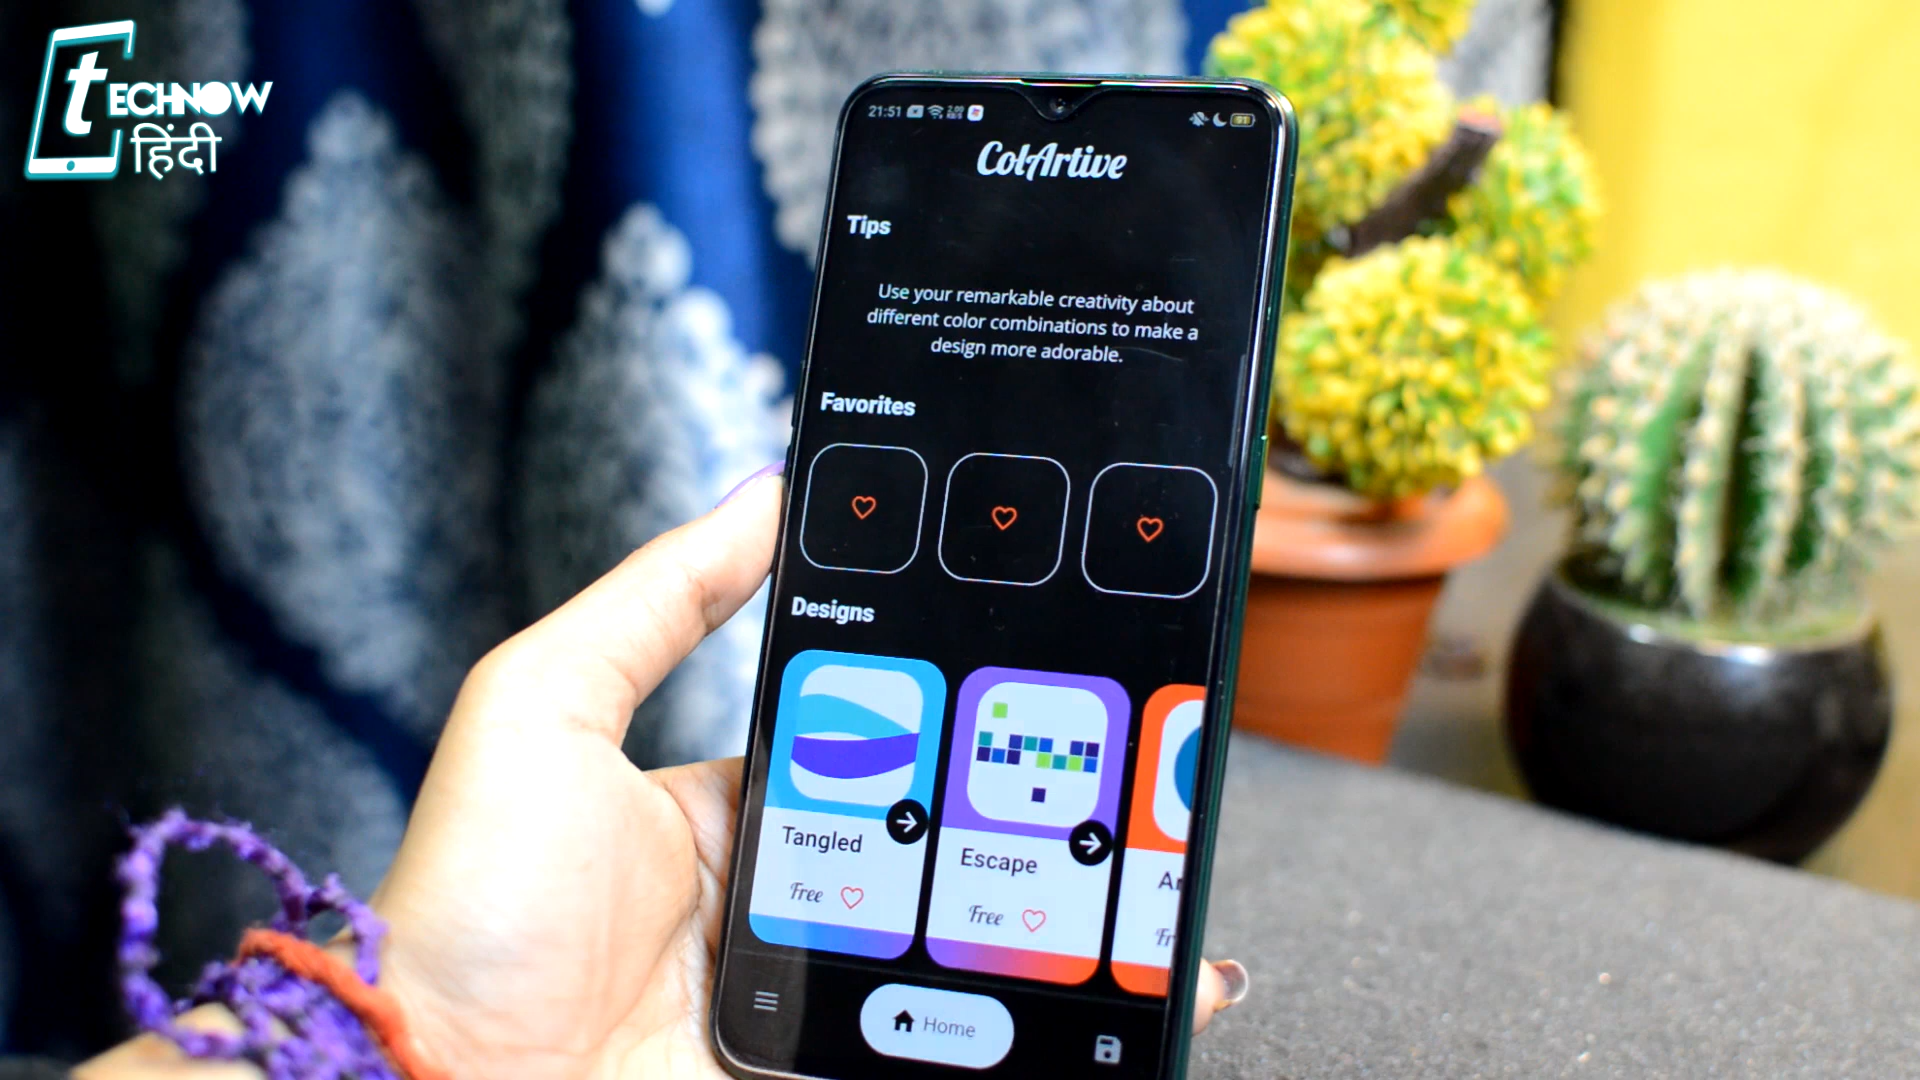 tECHNOW
हिंदी
21:51
ColArtive
Tips
Use your remarkable creativity about
different color combinations to make a
design more adorable.
Favorites
Designs
Tangled
Free
Escape
Free
Home